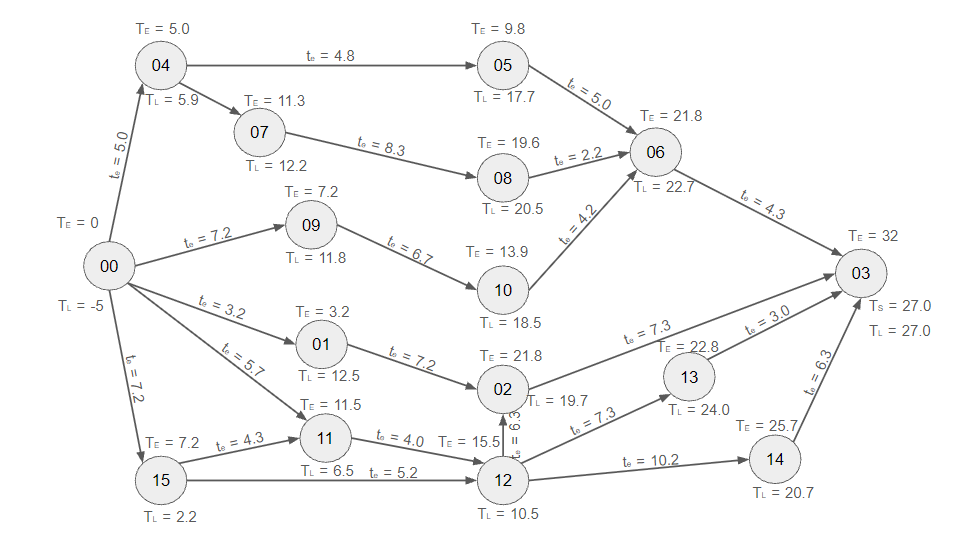 TE = 5.0
04
TL = 5.9
te = 4.8
TE = 9.8
05
TL = 17.7
te = 5.0
TE = 11.3
07
TL = 12.2
te = 8.3
TE = 19.6
08
TL = 20.5
te = 2.2
TE = 21.8
06
TL = 22.7
te = 5.0
te = 4.3
TE = 0
00
TL = -5
te = 7.2
TE = 7.2
09
TL = 11.8
te = 6.7
TE = 13.9
10
TL = 18.5
te = 4.2
TE = 32
03
TS = 27.0
TL = 27.0
te = 3.2
TE = 3.2
01
TL = 12.5
te = 7.2
TE = 21.8
02
TL = 19.7
te = 7.3
te = 3.0
TE = 22.8
13
TL = 24.0
te = 5.7
te = 7.2
TE = 11.5
11
TL = 6.5
te = 4.0
TE = 7.2
15
TL = 2.2
te = 4.3
te = 5.2
TE = 15.5
12
TL = 10.5
te = 6.3
te = 7.3
te = 10.2
TE = 25.7
14
TL = 20.7
te = 6.3